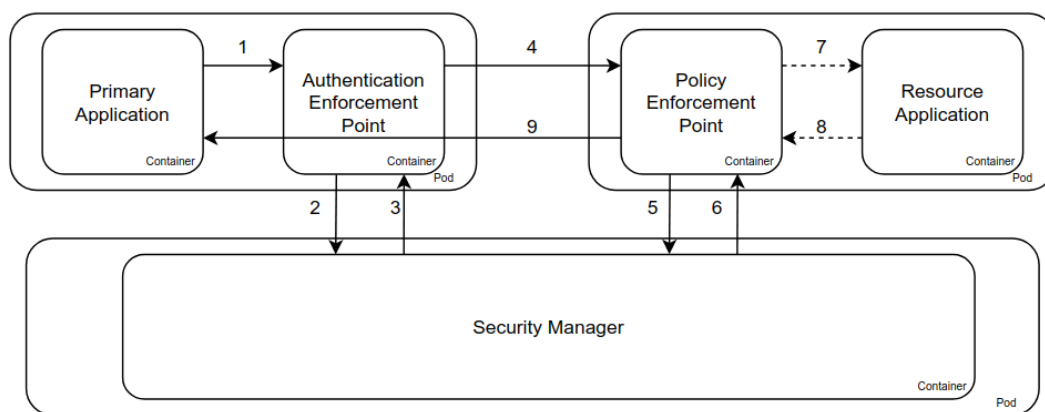 1
4
7
Primary
Application
Authentication
Enforcement
Point
Policy
Enforcement
Point
Resource
Application
9
8
Container
Container
Pod
Container
Container
Pod
2
3
5
6
Security Manager
Container
Pod